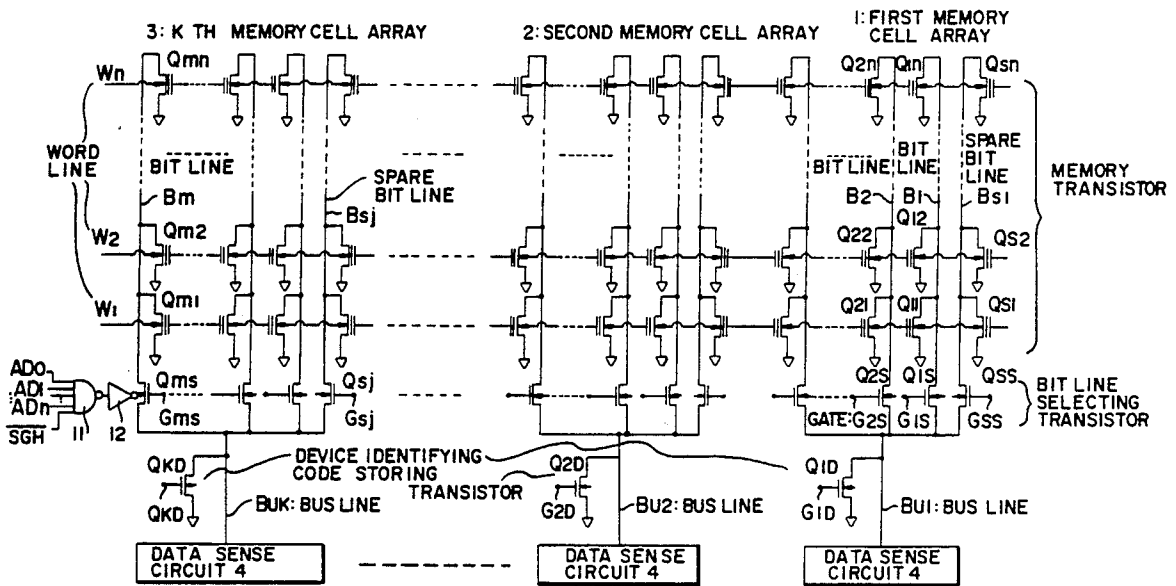 3: K TH MEMORY CELL ARRAY
2: SECOND MEMORY CELL ARRAY
1: FIRST MEMORY
CELL ARRAY
Wn
Qmn
Q2n
Q1n
Qsn
WORD
LINE
BIT LINE
SPARE
BIT LINE
BIT LINE
BIT
LINE
SPARE
BIT
LINE
MEMORY
TRANSISTOR
Bm
Bsj
B2
B1
Bs1
W2
Qm2
Q22
Q12
QS2
W1
Qm1
Q21
Q11
QS1
AD0
AD1
ADn
SGH
11
12
Qms
Gms
Qsj
Gsj
Q2S
Q1S
QSS
GATE: G2S
G1S
GSS
BIT LINE
SELECTING
TRANSISTOR
QKD
DEVICE IDENTIFYING
CODE STORING
TRANSISTOR
Q2D
Q1D
QKD
G2D
G1D
BUK: BUS LINE
BU2: BUS LINE
BU1: BUS LINE
DATA SENSE
CIRCUIT 4
DATA SENSE
CIRCUIT 4
DATA SENSE
CIRCUIT 4